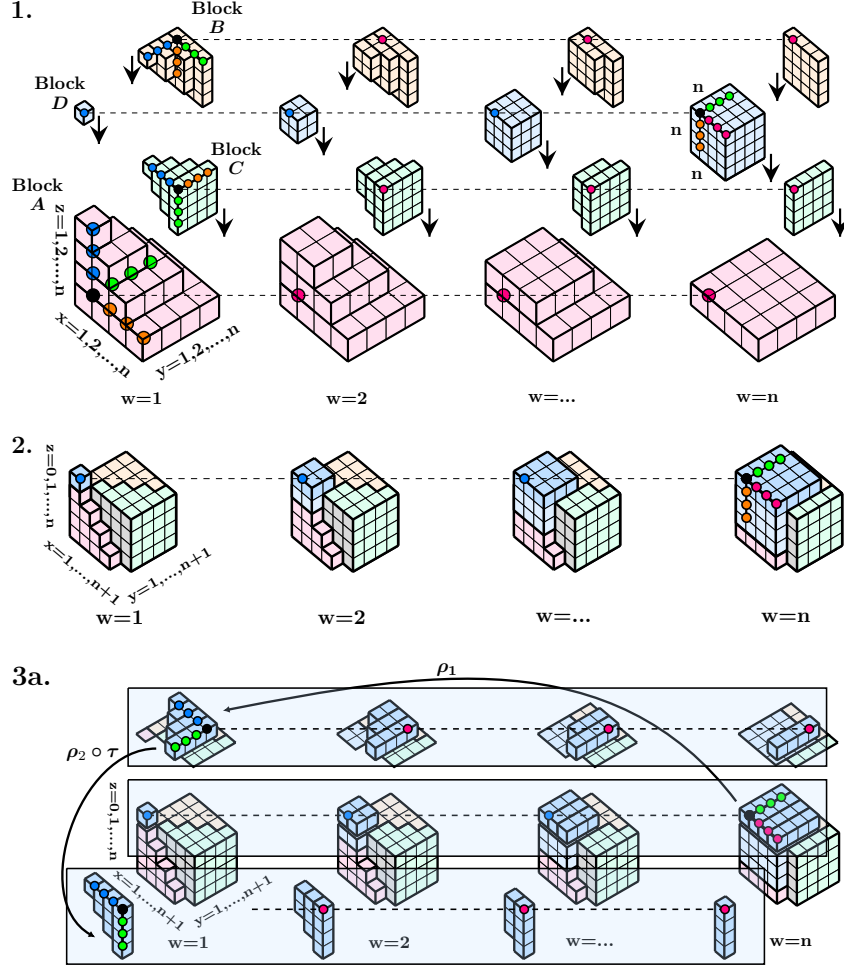 1.
Block
B
Block
D
n
n
n
Block
C
Block
A
z=1,2,...,n
x=1,2,...,n
y=1,2,...,n
w=1
w=2
w=...
w=n
2.
z=0,1,...,n
x=1,...,n+1
y=1,...,n+1
w=1
w=2
w=...
w=n
3a.
ρ₁
ρ₂ ∘ τ
z=0,1,...,n
x=1,...,n+1
y=1,...,n+1
w=1
w=2
w=...
w=n